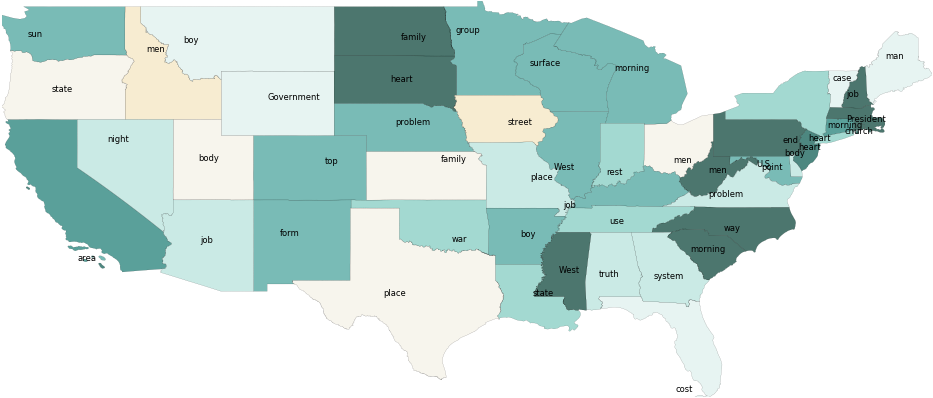 sun
men
boy
family
group
man
state
Government
heart
surface
morning
case
job
night
problem
street
President
morning
church
end
heart
heart
body
body
top
family
place
West
rest
men
men
U.S.
point
problem
job
job
form
war
boy
use
way
area
place
state
West
truth
system
morning
cost